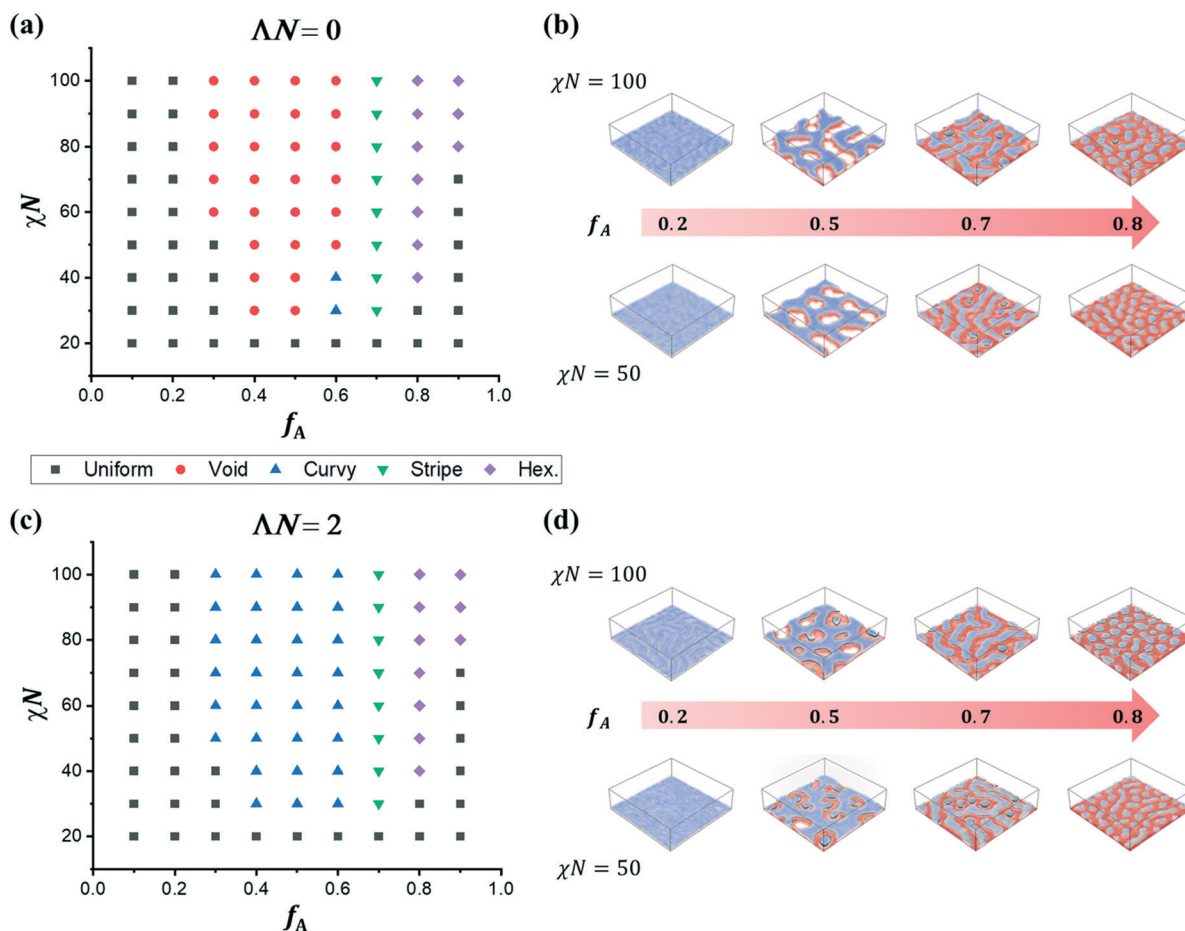 (a)
ΛN = 0
χN
100
80
60
40
20
0.0 0.2 0.4 0.6 0.8 1.0
f_A
(b)
χN = 100
f_A 0.2 0.5 0.7 0.8
χN = 50
Uniform Void Curvy Stripe Hex.
(c)
ΛN = 2
χN
100
80
60
40
20
0.0 0.2 0.4 0.6 0.8 1.0
f_A
(d)
χN = 100
f_A 0.2 0.5 0.7 0.8
χN = 50